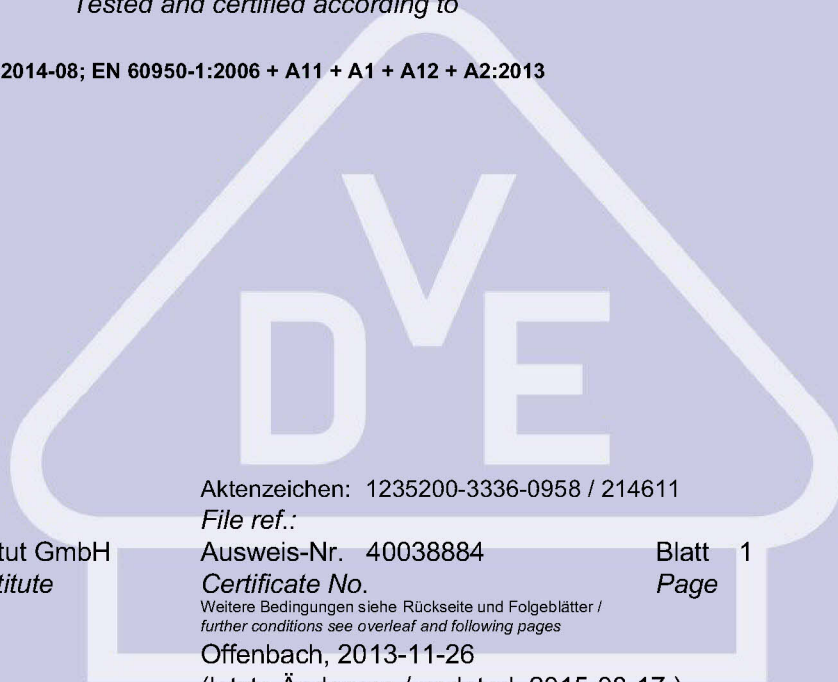 Tested and certified according to
2014-08; EN 60950-1:2006 + A11 + A1 + A12 + A2:2013
VDE
Aktenzeichen: 1235200-3336-0958 / 214611
File ref.:
tut GmbH Ausweis-Nr. 40038884 Blatt 1
titute Certificate No. Page
Weitere Bedingungen siehe Rückseite und Folgeblätter /
further conditions see overleaf and following pages
Offenbach, 2013-11-26